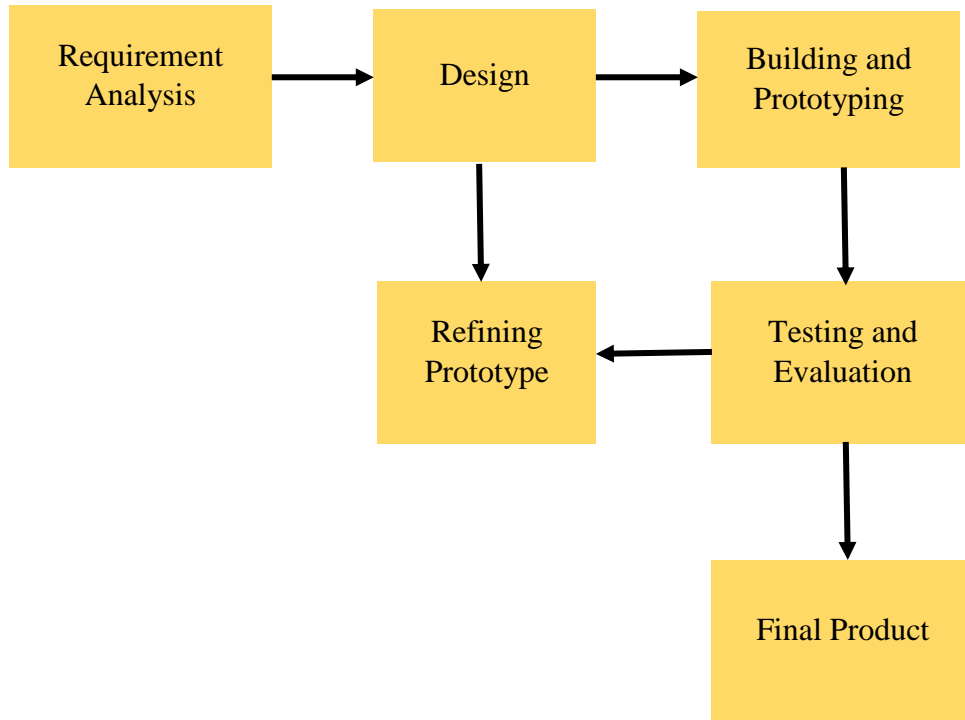 Requirement
Analysis
Design
Building and
Prototyping
Refining
Prototype
Testing and
Evaluation
Final Product